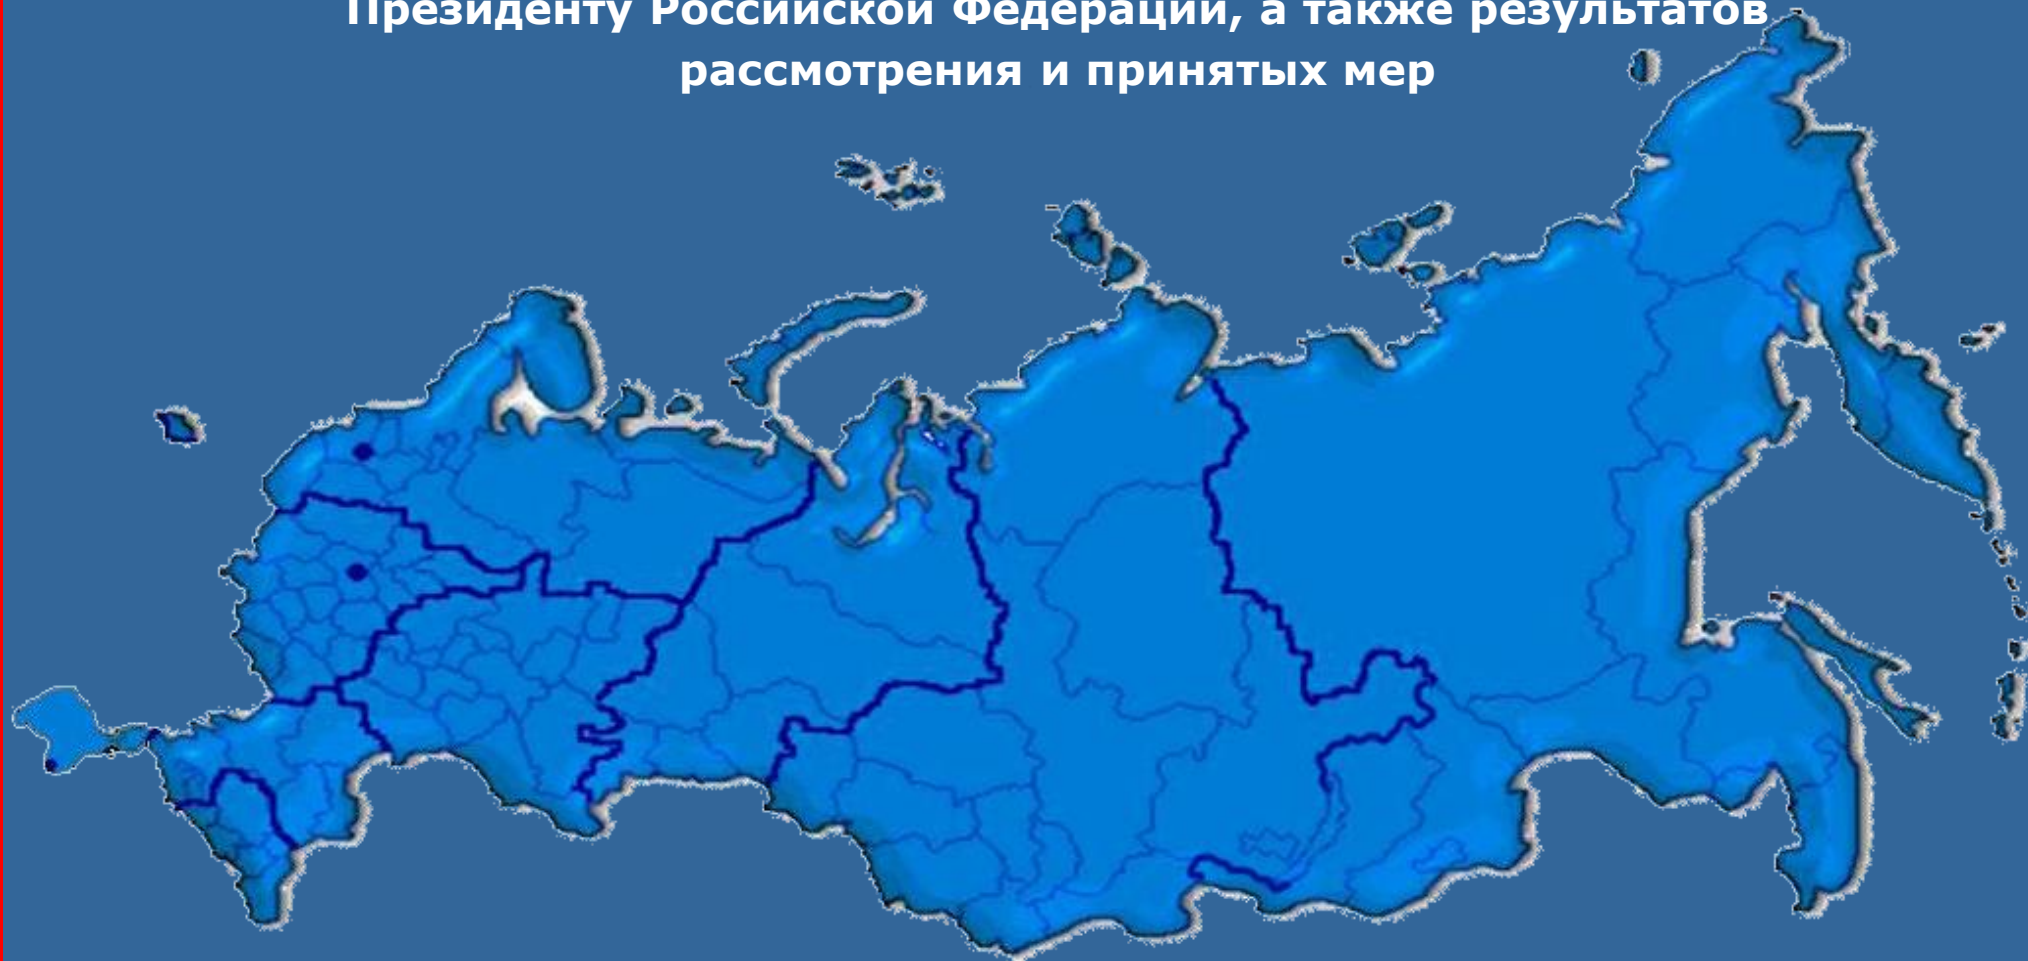 Президенту Российской Федерации, а также результатов
рассмотрения и принятых мер